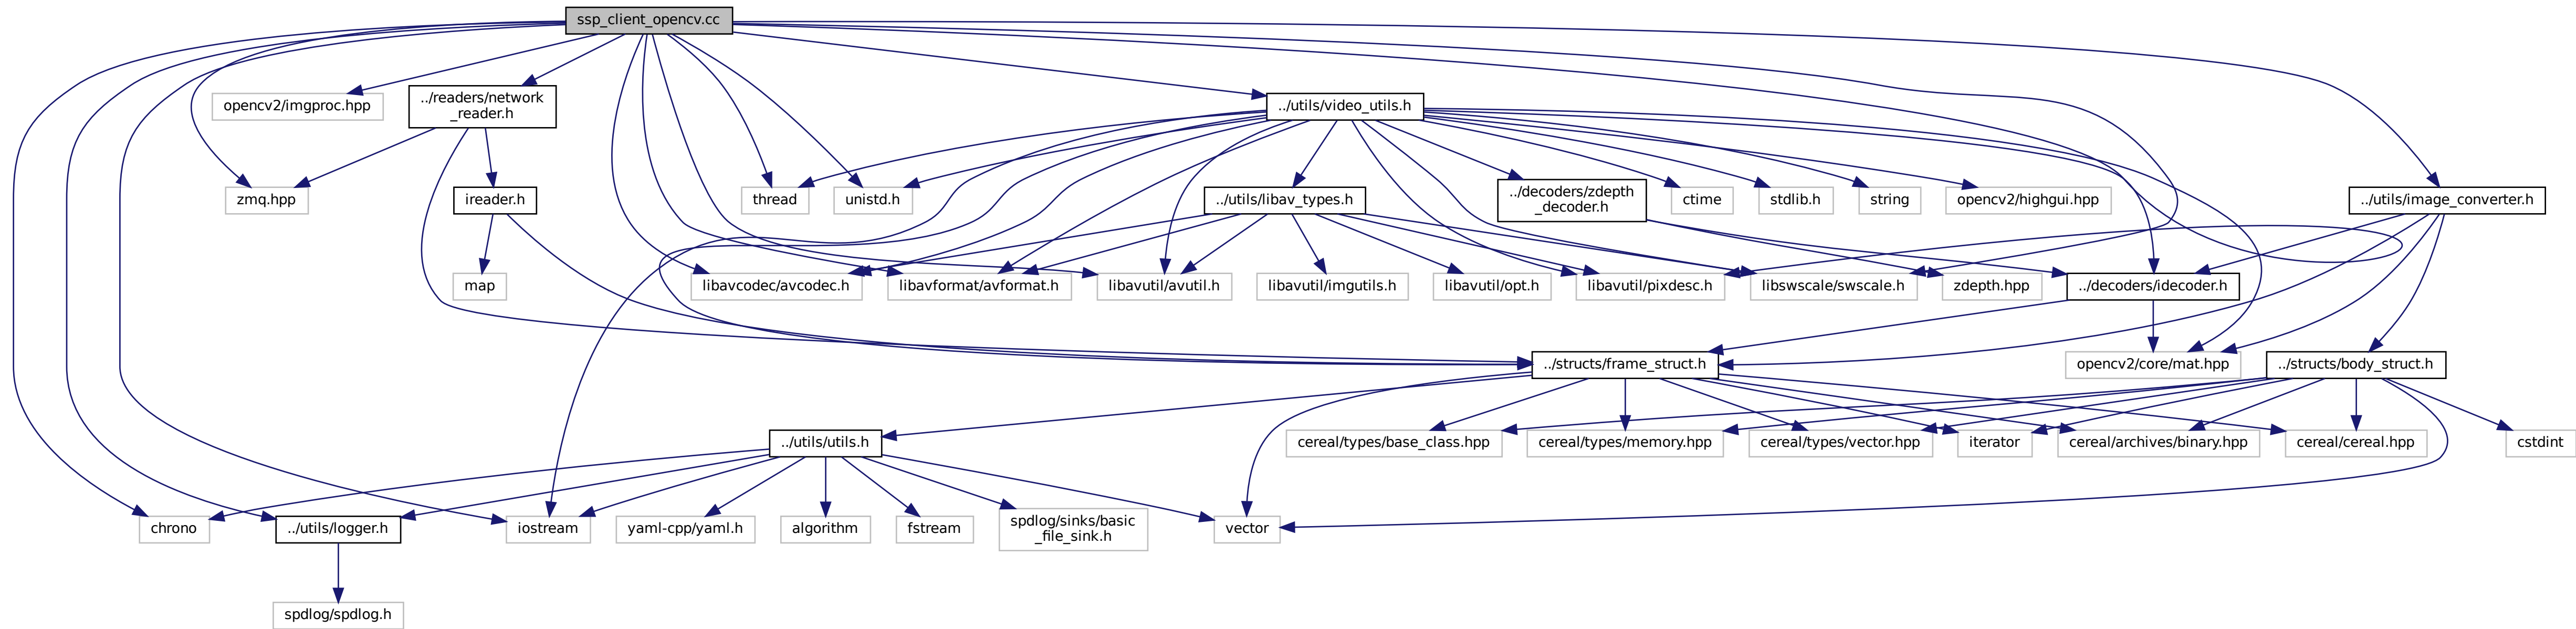 ssp_client_opencv.cc
opencv2/imgproc.hpp
../readers/network
_reader.h
../utils/video_utils.h
zmq.hpp
ireader.h
thread
unistd.h
../utils/libav_types.h
../decoders/zdepth
_decoder.h
ctime
stdlib.h
string
opencv2/highgui.hpp
../utils/image_converter.h
map
libavcodec/avcodec.h
libavformat/avformat.h
libavutil/avutil.h
libavutil/imgutils.h
libavutil/opt.h
libavutil/pixdesc.h
libswscale/swscale.h
zdepth.hpp
../decoders/idecoder.h
../structs/frame_struct.h
opencv2/core/mat.hpp
../structs/body_struct.h
../utils/utils.h
cereal/types/base_class.hpp
cereal/types/memory.hpp
cereal/types/vector.hpp
iterator
cereal/archives/binary.hpp
cereal/cereal.hpp
cstdint
chrono
../utils/logger.h
iostream
yaml-cpp/yaml.h
algorithm
fstream
spdlog/sinks/basic
_file_sink.h
vector
spdlog/spdlog.h